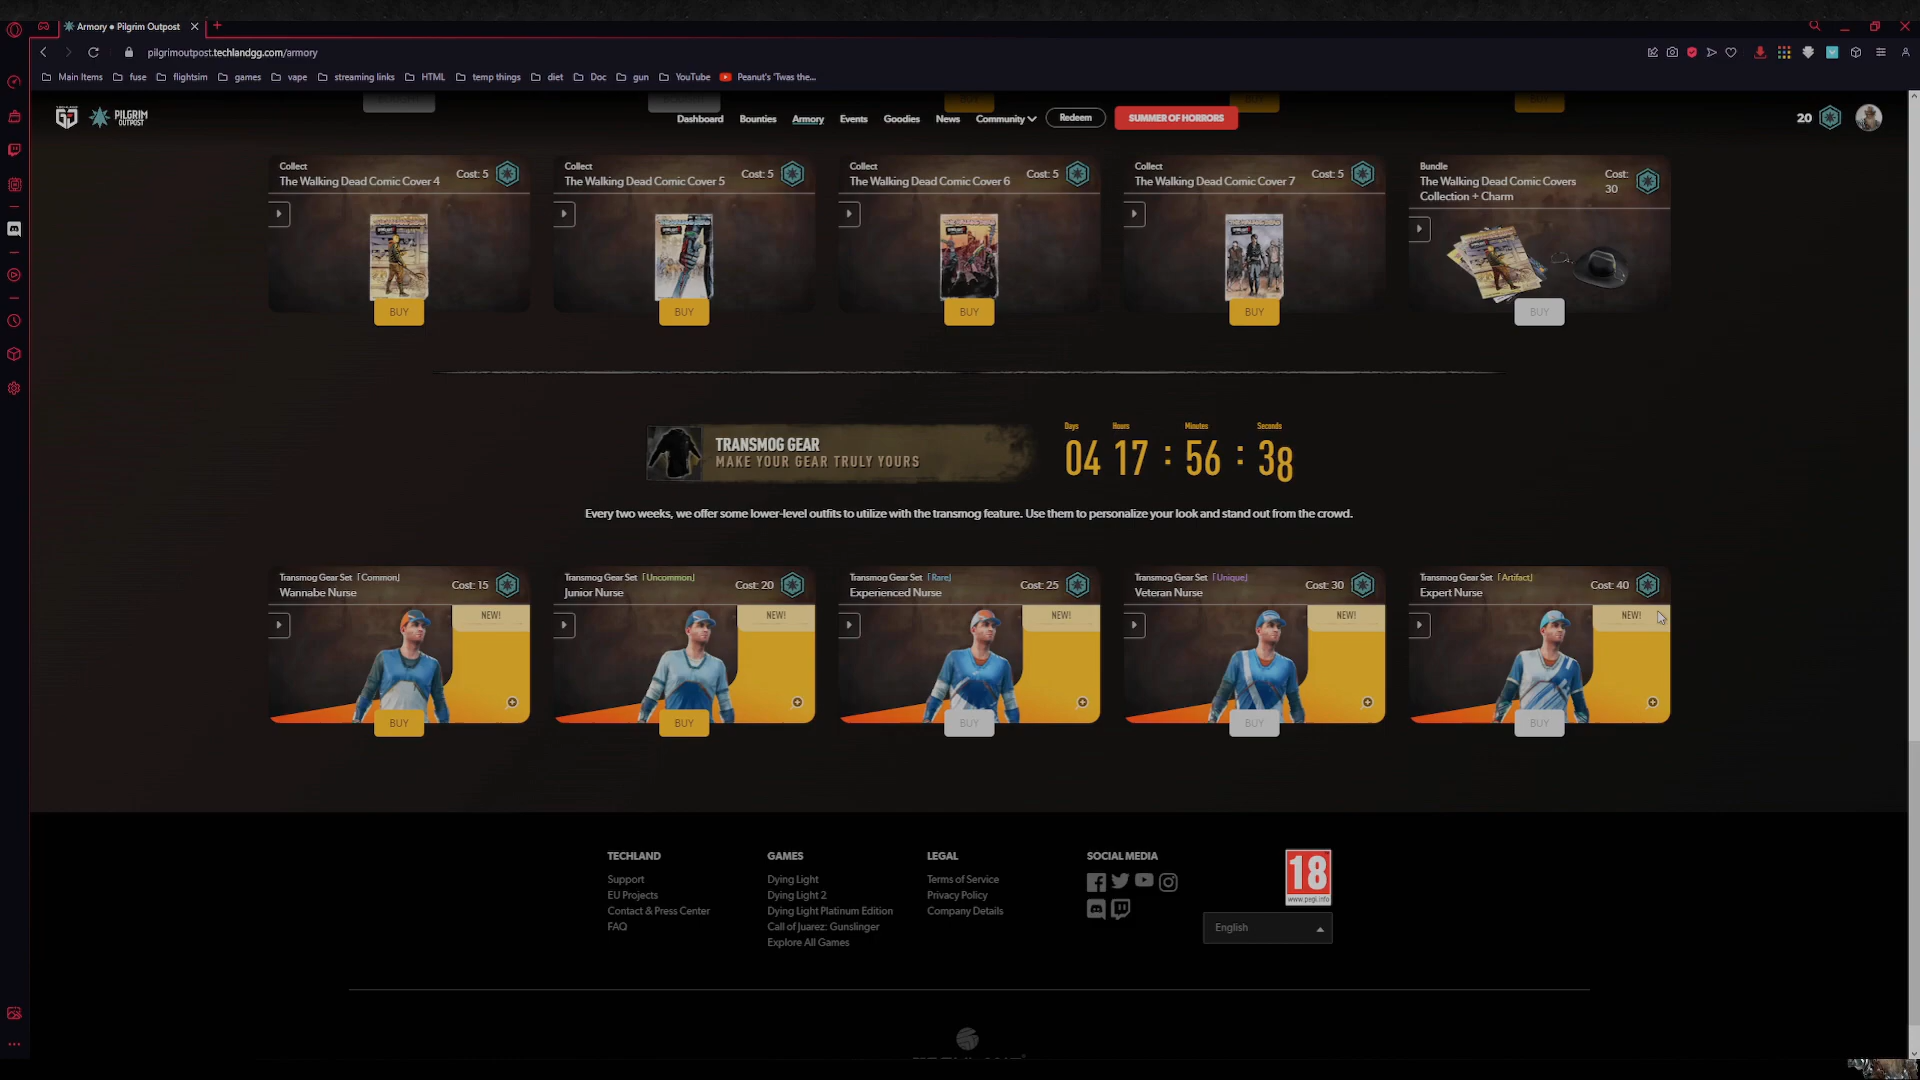 Armory • Pilgrim Outpost
pilgrimoutpost.techlandgg.com/armory
Main Items fuse flightsim games vape streaming links HTML temp things diet Doc gun YouTube Peanut's 'Twas the...
PILGRIM
OUTPOST
Dashboard Bounties Armory Events Goodies News Community Redeem SUMMER OF HORRORS 20
Collect
The Walking Dead Comic Cover 4
Cost: 5
BUY
Collect
The Walking Dead Comic Cover 5
Cost: 5
BUY
Collect
The Walking Dead Comic Cover 6
Cost: 5
BUY
Collect
The Walking Dead Comic Cover 7
Cost: 5
BUY
Bundle
The Walking Dead Comic Covers
Collection + Charm
Cost:
30
BUY
TRANSMOG GEAR
MAKE YOUR GEAR TRULY YOURS
Days Hours Minutes Seconds
04 17 : 56 : 38
Every two weeks, we offer some lower-level outfits to utilize with the transmog feature. Use them to personalize your look and stand out from the crowd.
Transmog Gear Set 「Common」
Wannabe Nurse
Cost: 15
NEW!
BUY
Transmog Gear Set 「Uncommon」
Junior Nurse
Cost: 20
NEW!
BUY
Transmog Gear Set 「Rare」
Experienced Nurse
Cost: 25
NEW!
BUY
Transmog Gear Set 「Unique」
Veteran Nurse
Cost: 30
NEW!
BUY
Transmog Gear Set 「Artifact」
Expert Nurse
Cost: 40
NEW!
BUY
TECHLAND
Support
EU Projects
Contact & Press Center
FAQ
GAMES
Dying Light
Dying Light 2
Dying Light Platinum Edition
Call of Juarez: Gunslinger
Explore All Games
LEGAL
Terms of Service
Privacy Policy
Company Details
SOCIAL MEDIA
18
www.pegi.info
English